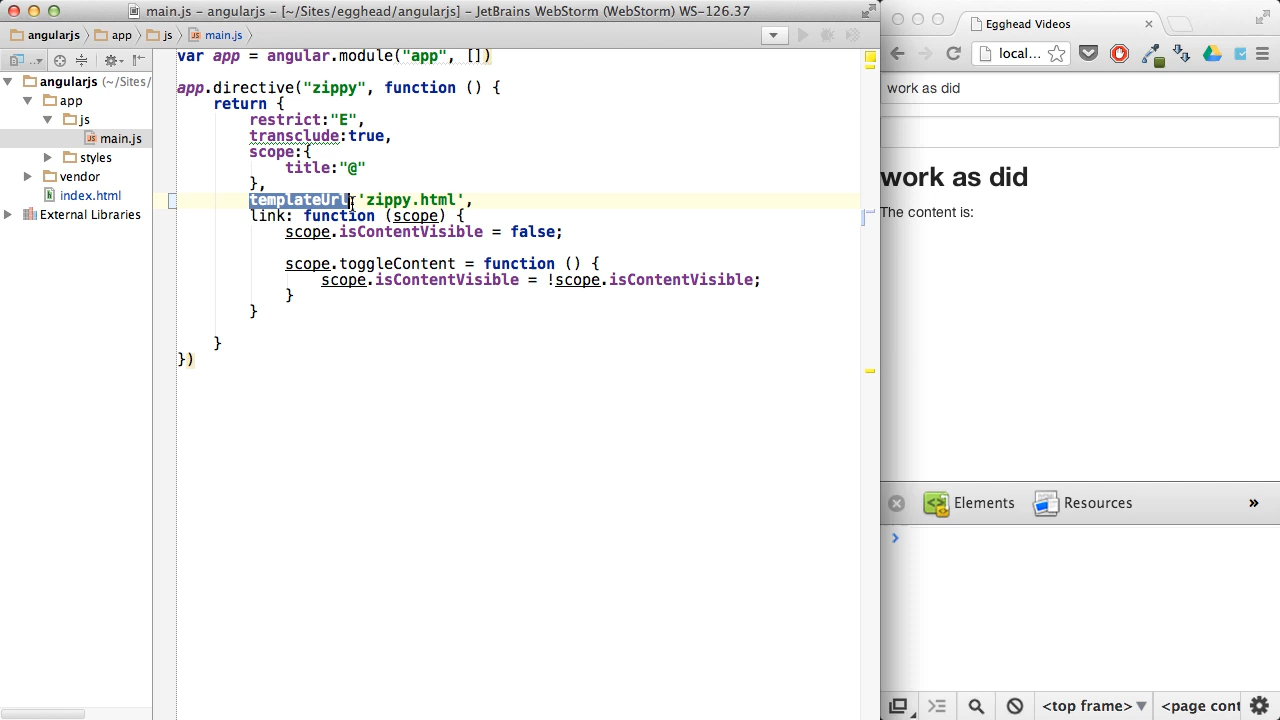 main.js - angularjs - [~/Sites/egghead/angularjs] - JetBrains WebStorm (WebStorm) WS-126.37
angularjs
app
js
main.js
angularjs (~/Sites/
app
js
main.js
styles
vendor
index.html
External Libraries
var app = angular.module("app", [])
app.directive("zippy", function () {
return {
restrict:"E",
transclude:true,
scope:{
title:"@"
},
templateUrl:'zippy.html',
link: function (scope) {
scope.isContentVisible = false;
scope.toggleContent = function () {
scope.isContentVisible = !scope.isContentVisible;
}
}
}
})
Egghead Videos
local...
work as did
work as did
The content is:
Elements
Resources
»
<top frame>
<page cont